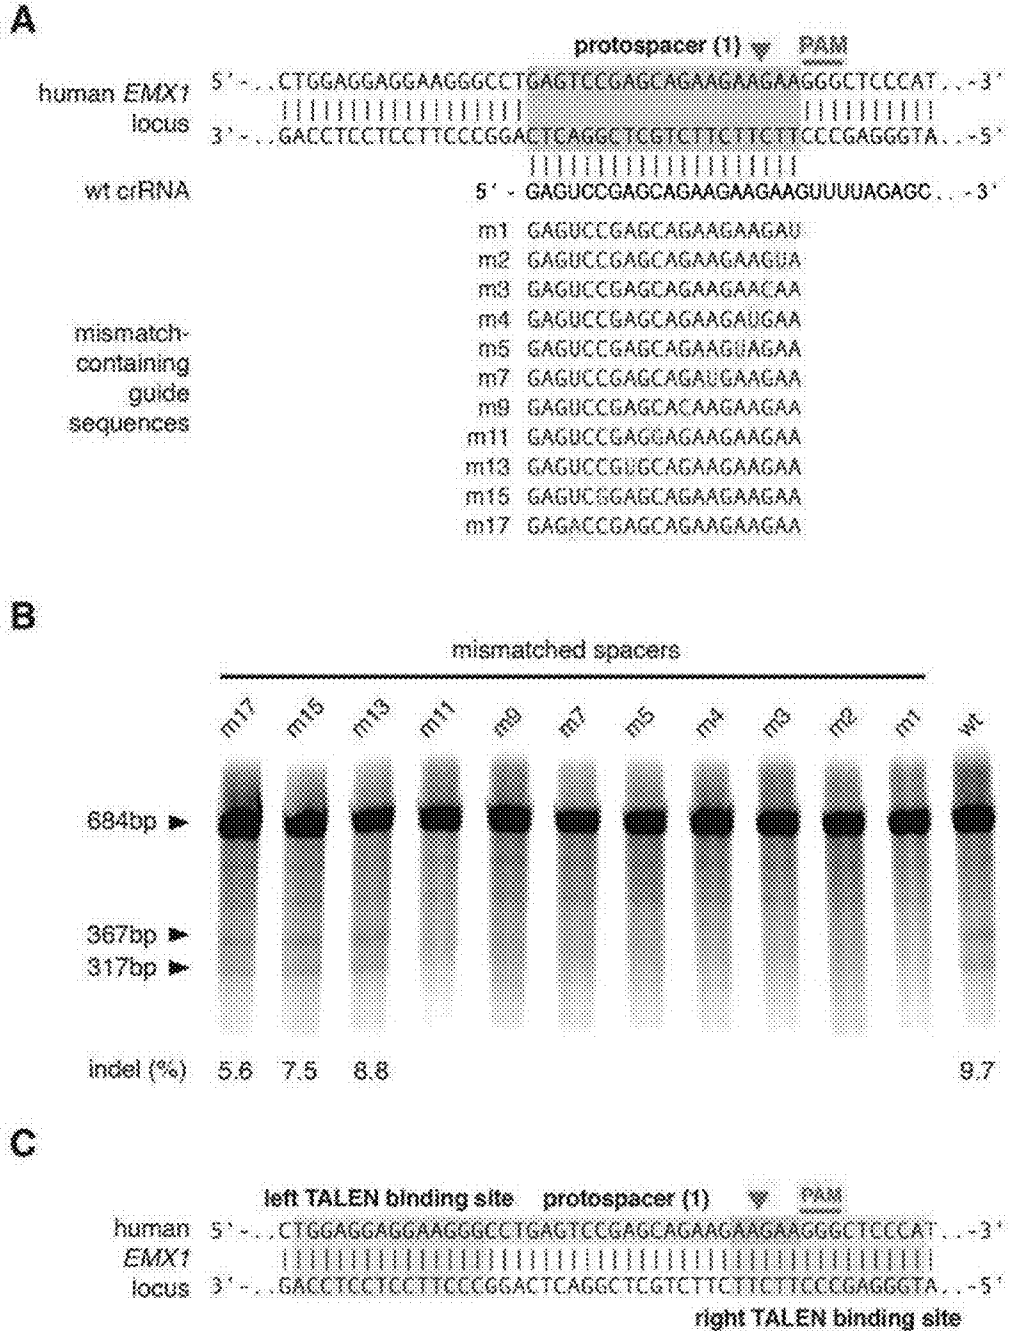 A
protospacer (1) PAM
human EMX1 locus
5'-..CTGGAGGAGGAAGGGCCTGAGTCCGAGCAGAAGAAGAAGGGCTCCCAT..-3'
3'-..GACCTCCTCCTTCCCGGACTCAGGCTCGTCTTCTTCTTCCCGAGGGTA..-5'
wt crRNA 5'-GAGUCCGAGCAGAAGAAGAAGUUUUAGAGC..-3'
mismatch-containing guide sequences
m1 GAGUCCGAGCAGAAGAAGAU
m2 GAGUCCGAGCAGAAGAAGUA
m3 GAGUCCGAGCAGAAGAACAA
m4 GAGUCCGAGCAGAAGAUGAA
m5 GAGUCCGAGCAGAAGUAGAA
m7 GAGUCCGAGCAGAUGAAGAA
m9 GAGUCCGAGCACAAGAAGAA
m11 GAGUCCGAGGAGAAGAAGAA
m13 GAGUCCGUGCAGAAGAAGAA
m15 GAGUCGGAGCAGAAGAAGAA
m17 GAGACCGAGCAGAAGAAGAA
B
mismatched spacers
m17 m15 m13 m11 m9 m7 m5 m4 m3 m2 m1 wt
684bp
367bp
317bp
indel (%) 5.6 7.5 8.8 9.7
C
left TALEN binding site protospacer (1) PAM
human EMX1 locus
5'-..CTGGAGGAGGAAGGGCCTGAGTCCGAGCAGAAGAAGAAGGGCTCCCAT..-3'
3'-..GACCTCCTCCTTCCCGGACTCAGGCTCGTCTTCTTCTTCCCGAGGGTA..-5'
right TALEN binding site